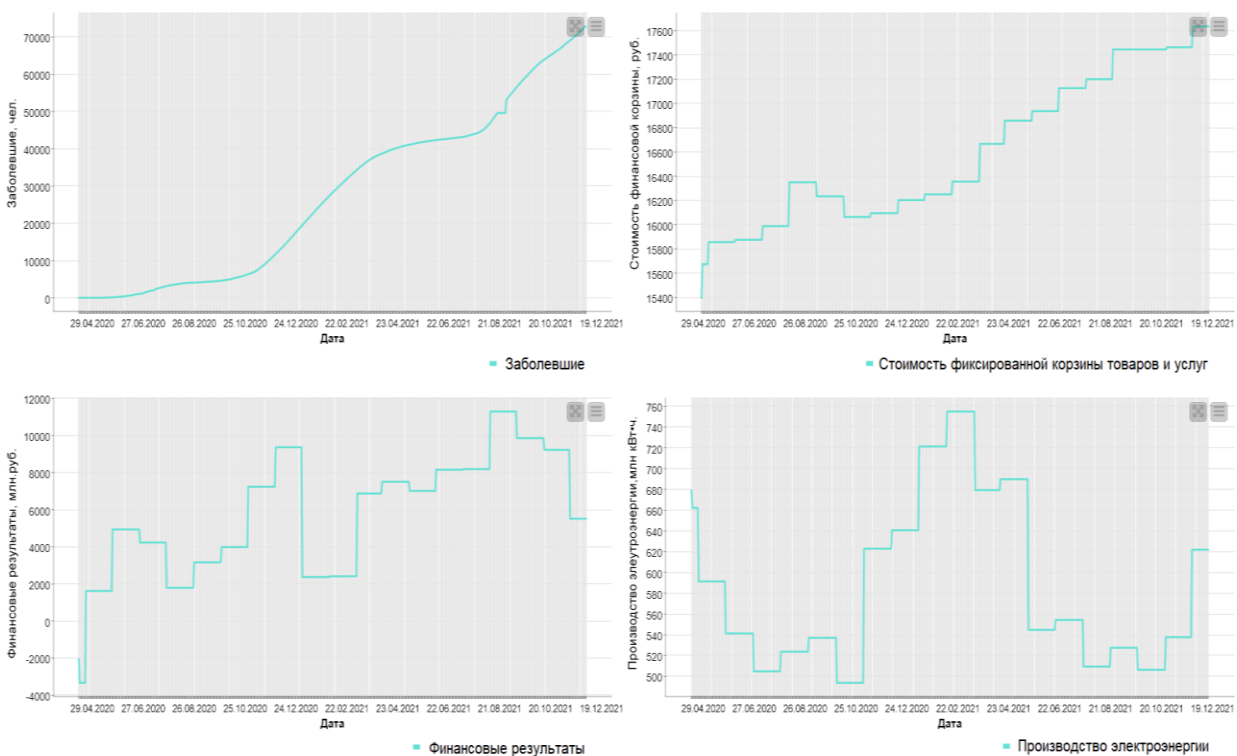 70000
60000
50000
40000
30000
20000
10000
0
Заболевшие, чел.
29.04.2020 27.06.2020 26.08.2020 25.10.2020 24.12.2020 22.02.2021 23.04.2021 22.06.2021 21.08.2021 20.10.2021 19.12.2021
Дата
Заболевшие
17600
17200
16800
16400
16200
16000
15800
15600
15400
Стоимость финансовой корзины, руб.
29.04.2020 27.06.2020 26.08.2020 25.10.2020 24.12.2020 22.02.2021 23.04.2021 22.06.2021 21.08.2021 20.10.2021 19.12.2021
Дата
Стоимость фиксированной корзины товаров и услуг
12000
10000
8000
6000
4000
2000
0
-2000
-4000
Финансовые результаты, млн.руб.
29.04.2020 27.06.2020 26.08.2020 25.10.2020 24.12.2020 22.02.2021 23.04.2021 22.06.2021 21.08.2021 20.10.2021 19.12.2021
Дата
Финансовые результаты
760
740
720
700
680
660
640
620
600
580
560
540
520
500
Производство элеутроэнергии,млн кВт•ч.
29.04.2020 27.06.2020 26.08.2020 25.10.2020 24.12.2020 22.02.2021 23.04.2021 22.06.2021 21.08.2021 20.10.2021 19.12.2021
Дата
Производство электроэнергии